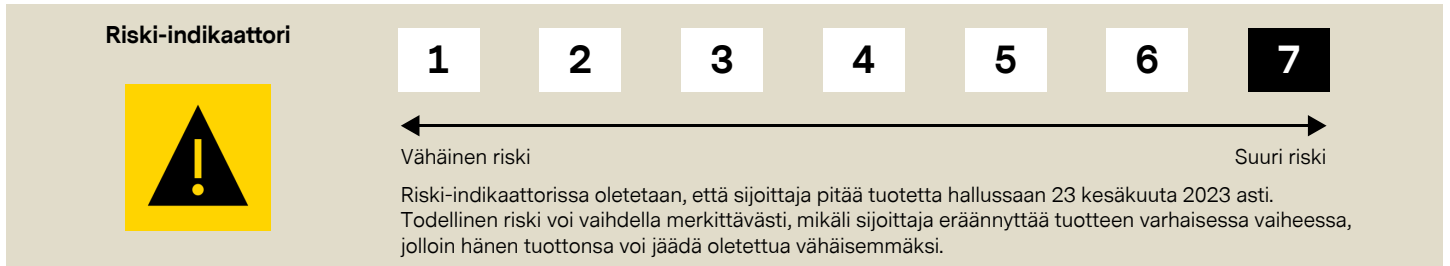 Riski-indikaattori
1 2 3 4 5 6 7
Vähäinen riski Suuri riski
Riski-indikaattorissa oletetaan, että sijoittaja pitää tuotetta hallussaan 23 kesäkuuta 2023 asti.
Todellinen riski voi vaihdella merkittävästi, mikäli sijoittaja eräännyttää tuotteen varhaisessa vaiheessa,
jolloin hänen tuottonsa voi jäädä oletettua vähäisemmäksi.